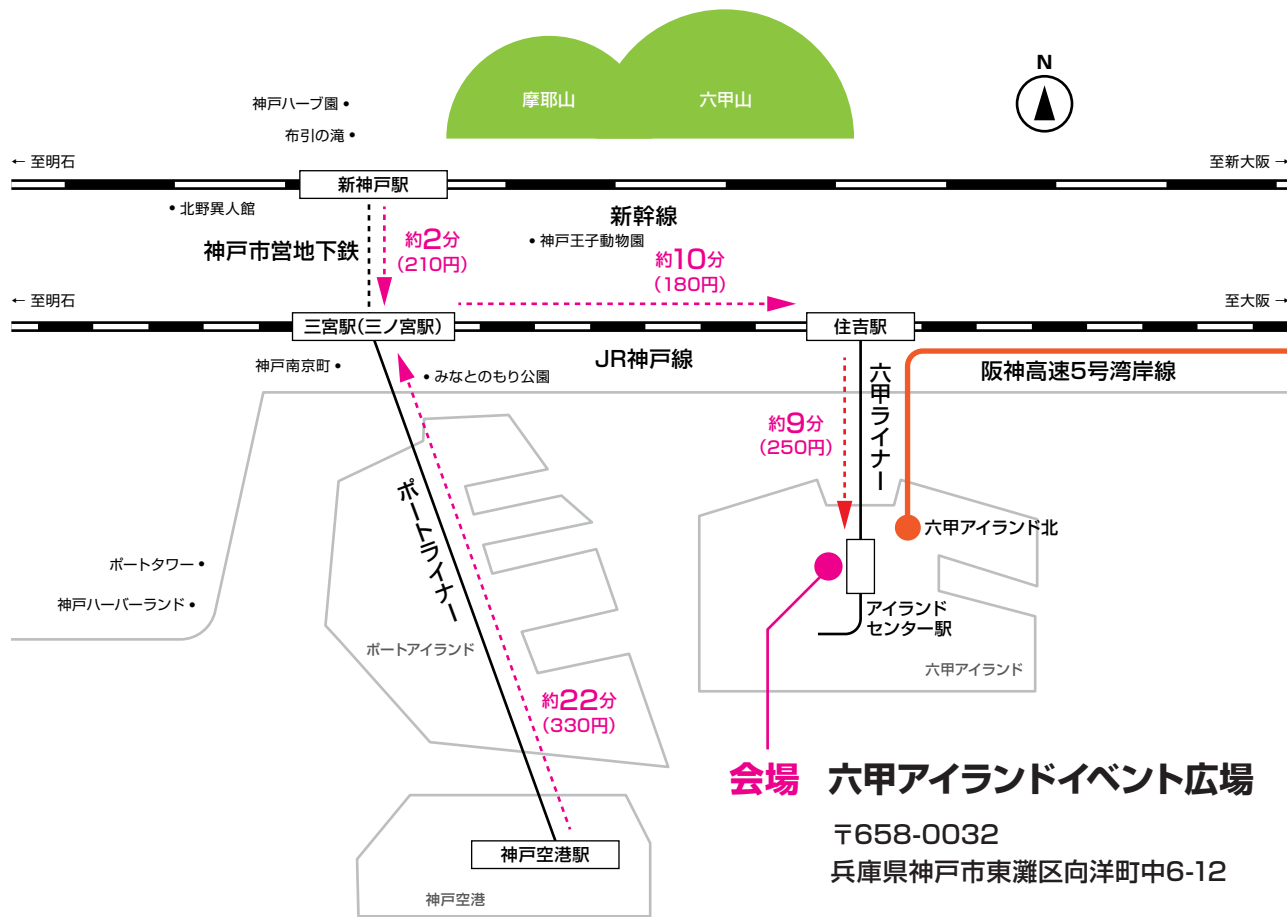 N
摩耶山
六甲山
神戸ハーブ園
布引の滝
← 至明石
至新大阪 →
新神戸駅
北野異人館
新幹線
神戸市営地下鉄
約2分
(210円)
神戸王子動物園
約10分
(180円)
← 至明石
至大阪 →
三宮駅(三ノ宮駅)
住吉駅
神戸南京町
みなとのもり公園
JR神戸線
六甲ライナー
阪神高速5号湾岸線
約9分
(250円)
ポートライナー
六甲アイランド北
ポートタワー
神戸ハーバーランド
アイランド
センター駅
ポートアイランド
六甲アイランド
約22分
(330円)
会場 六甲アイランドイベント広場
〒658-0032
兵庫県神戸市東灘区向洋町中6-12
神戸空港駅
神戸空港